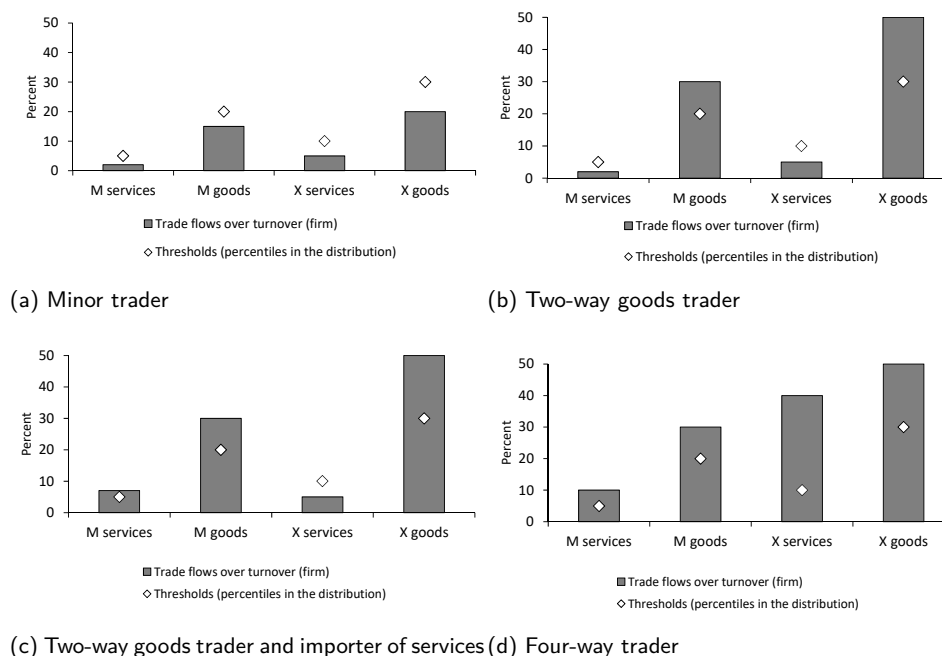 50
40
30
20
10
0
Percent
M services M goods X services X goods
Trade flows over turnover (firm)
Thresholds (percentiles in the distribution)
(a) Minor trader
50
40
30
20
10
0
Percent
M services M goods X services X goods
Trade flows over turnover (firm)
Thresholds (percentiles in the distribution)
(b) Two-way goods trader
50
40
30
20
10
0
Percent
M services M goods X services X goods
Trade flows over turnover (firm)
Thresholds (percentiles in the distribution)
(c) Two-way goods trader and importer of services
50
40
30
20
10
0
Percent
M services M goods X services X goods
Trade flows over turnover (firm)
Thresholds (percentiles in the distribution)
(d) Four-way trader